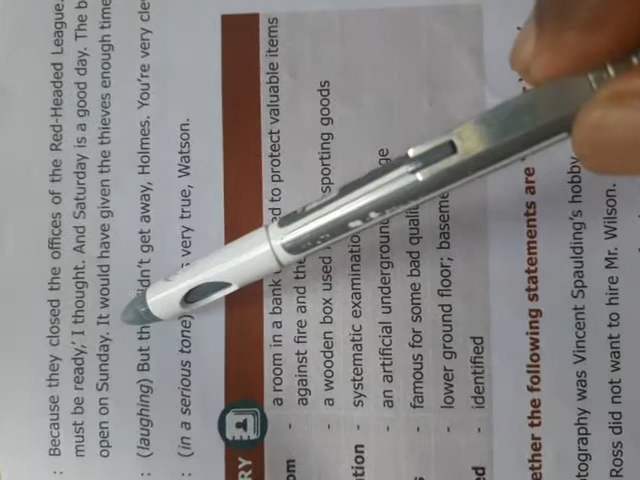 : Because they closed the offices of the Red-Headed League.
must be ready,' I thought. And Saturday is a good day. The b
open on Sunday. It would have given the thieves enough time
: (laughing) But th dn't get away, Holmes. You're very cle
: (in a serious tone) s very true, Watson.
RY
om - a room in a bank ed to protect valuable items
against fire and the
- a wooden box used sporting goods
tion - systematic examinatio
- an artificial underground ge
s - famous for some bad quali
- lower ground floor; baseme
ed - identified
ether the following statements are
tography was Vincent Spaulding's hobby
Ross did not want to hire Mr. Wilson.